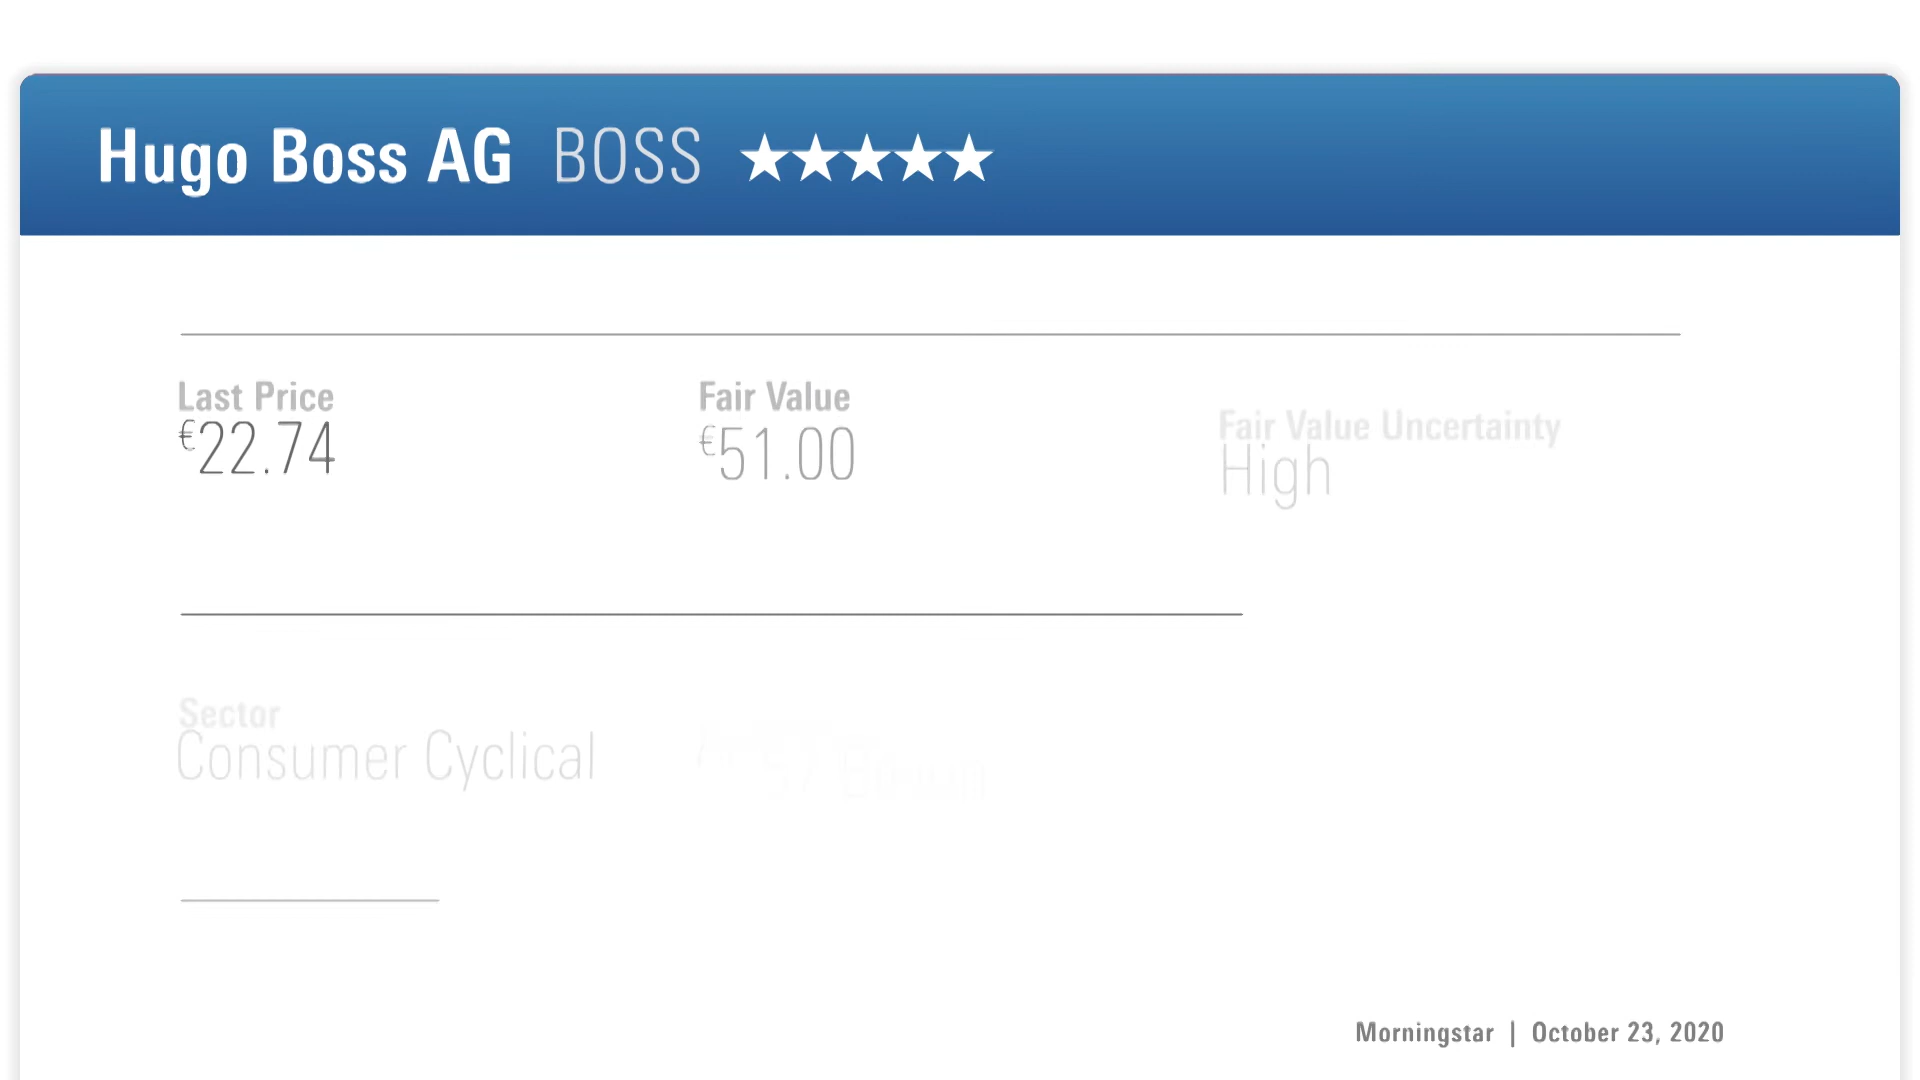 Hugo Boss AG BOSS ★★★★★
Last Price
€22.74
Fair Value
€51.00
Fair Value Uncertainty
High
Sector
Consumer Cyclical
Morningstar | October 23, 2020